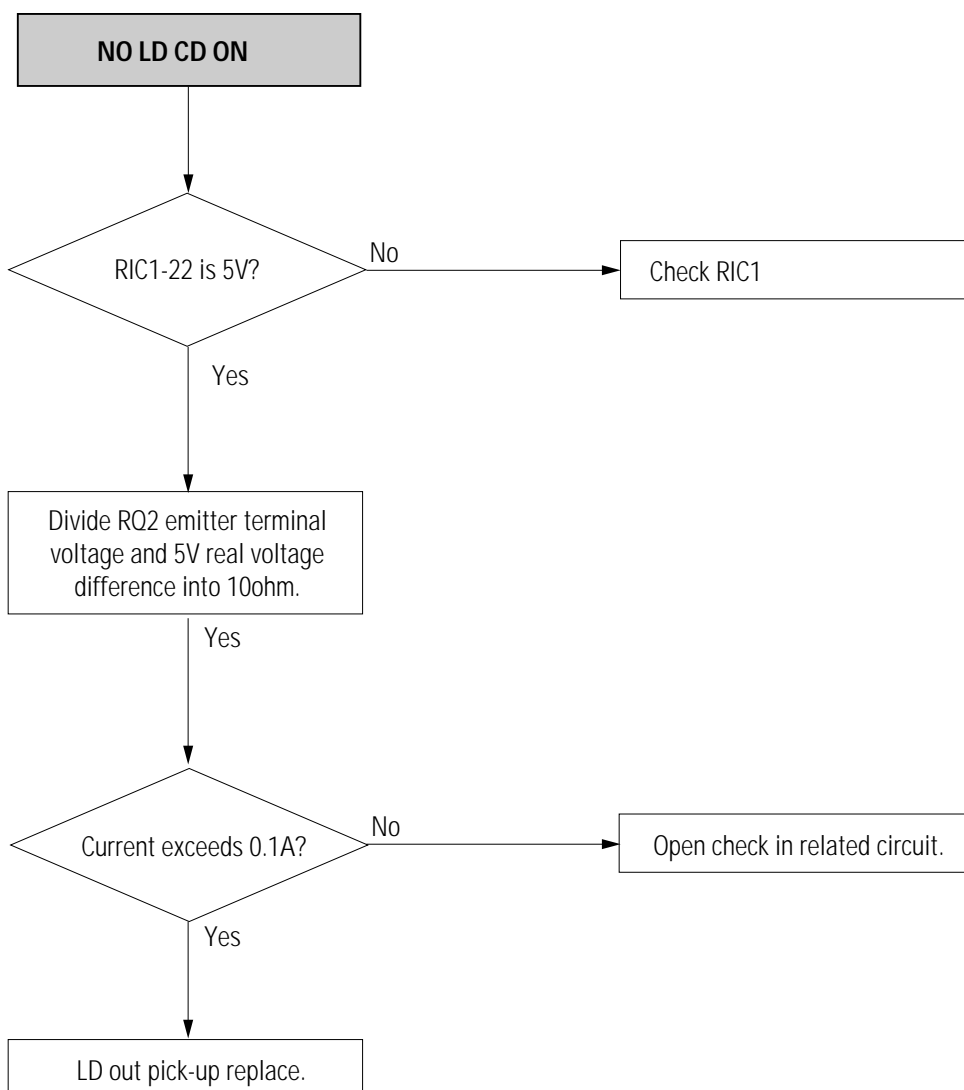 NO LD CD ON
RIC1-22 is 5V?
No
Check RIC1
Yes
Divide RQ2 emitter terminal
voltage and 5V real voltage
difference into 10ohm.
Yes
Current exceeds 0.1A?
No
Open check in related circuit.
Yes
LD out pick-up replace.